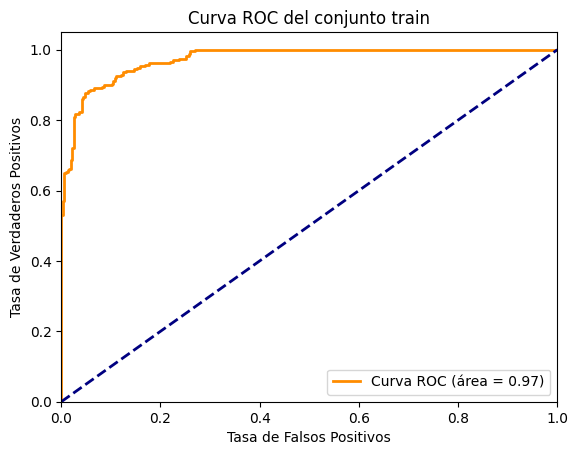 Curva ROC del conjunto train
Tasa de Verdaderos Positivos
1.0
0.8
0.6
0.4
0.2
0.0
0.0 0.2 0.4 0.6 0.8 1.0
Curva ROC (área = 0.97)
Tasa de Falsos Positivos